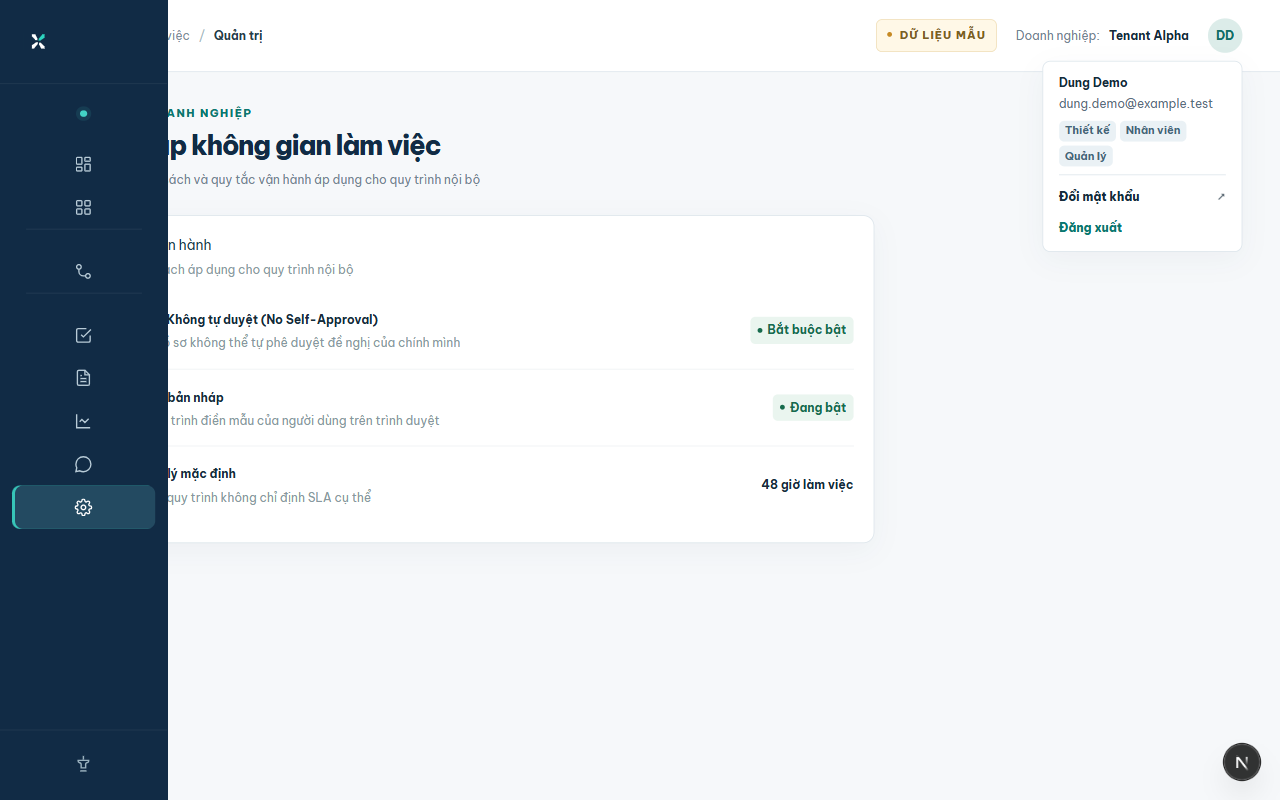 việc / Quản trị
DỮ LIỆU MẪU
Doanh nghiệp: Tenant Alpha
DD
Dung Demo
dung.demo@example.test
Thiết kế
Nhân viên
Quản lý
Đổi mật khẩu ↗
Đăng xuất
ANH NGHIỆP
không gian làm việc
ách và quy tắc vận hành áp dụng cho quy trình nội bộ
n hành
ách áp dụng cho quy trình nội bộ
Không tự duyệt (No Self-Approval)
sơ không thể tự phê duyệt đề nghị của chính mình
Bắt buộc bật
bản nháp
trình điền mẫu của người dùng trên trình duyệt
Đang bật
lý mặc định
quy trình không chỉ định SLA cụ thể
48 giờ làm việc
N